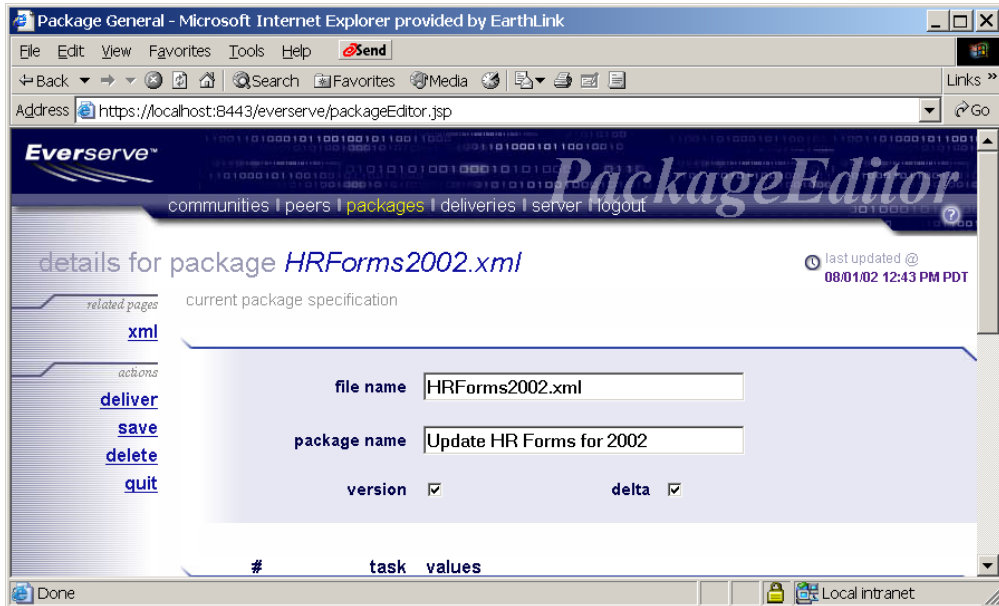 Package General - Microsoft Internet Explorer provided by EarthLink
File Edit View Favorites Tools Help Send
Back Search Favorites Media Links »
Address https://localhost:8443/everserve/packageEditor.jsp Go
Everserve™
PackageEditor
communities | peers | packages | deliveries | server | logout
?
details for package HRForms2002.xml
last updated @
08/01/02 12:43 PM PDT
related pages
current package specification
xml
actions
deliver
save
delete
quit
file name HRForms2002.xml
package name Update HR Forms for 2002
version delta
# task values
Done Local intranet